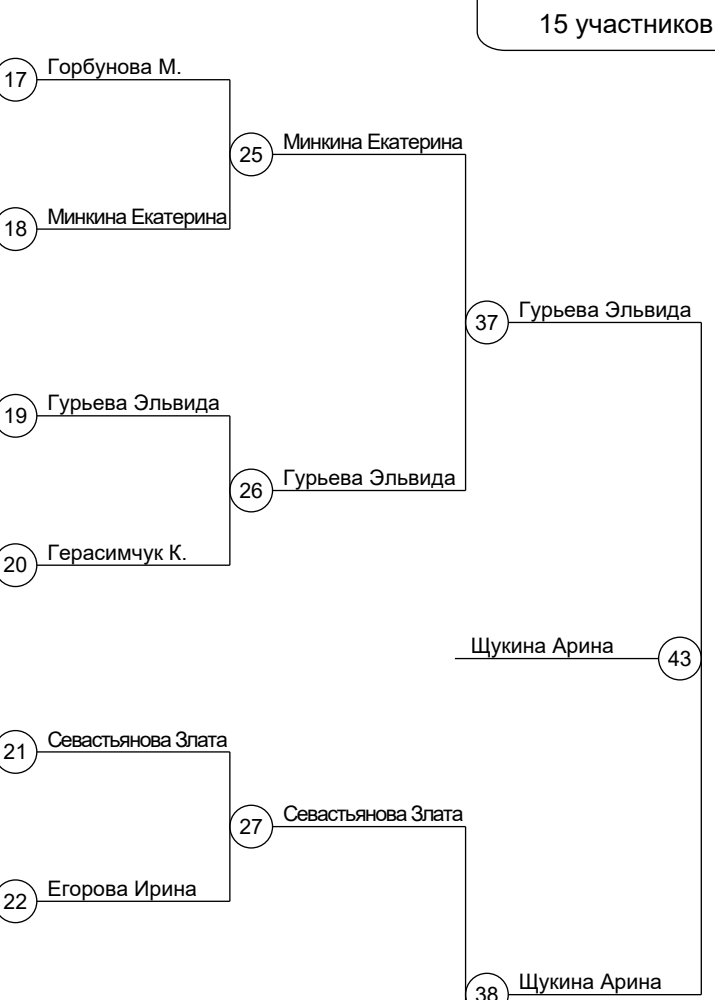 15 участников
17 Горбунова М.
25 Минкина Екатерина
18 Минкина Екатерина
37 Гурьева Эльвида
19 Гурьева Эльвида
26 Гурьева Эльвида
20 Герасимчук К.
Щукина Арина 43
21 Севастьянова Злата
27 Севастьянова Злата
22 Егорова Ирина
38 Щукина Арина